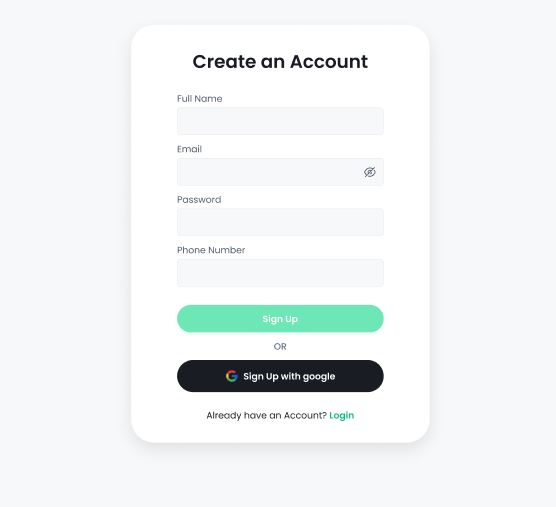 Create an Account
Full Name
Email
Password
Phone Number
Sign Up
OR
Sign Up with google
Already have an Account? Login